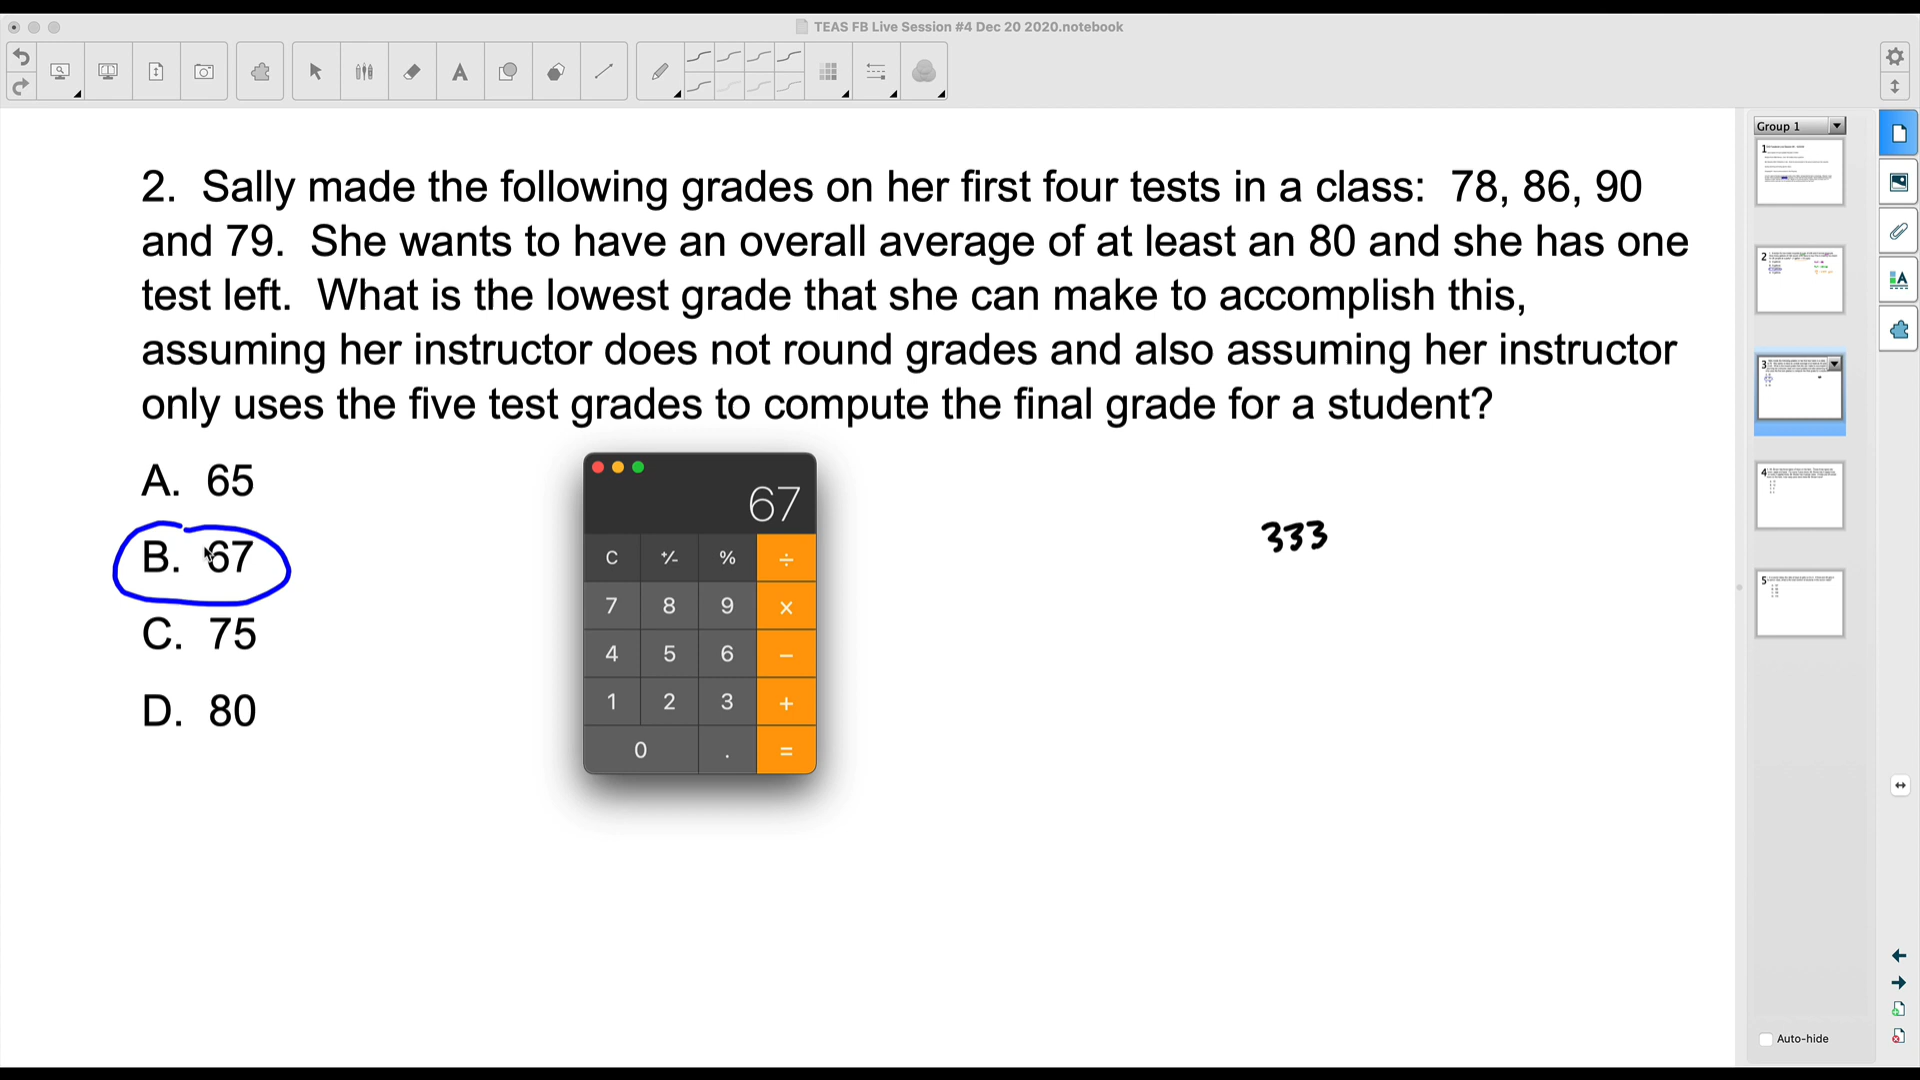 TEAS FB Live Session #4 Dec 20 2020.notebook
Group 1
2. Sally made the following grades on her first four tests in a class: 78, 86, 90
and 79. She wants to have an overall average of at least an 80 and she has one
test left. What is the lowest grade that she can make to accomplish this,
assuming her instructor does not round grades and also assuming her instructor
only uses the five test grades to compute the final grade for a student?
A. 65
B. 67
C. 75
D. 80
67
C +/- % ÷
7 8 9 ×
4 5 6 −
1 2 3 +
0 . =
333
1
2
3
4
5
Auto-hide